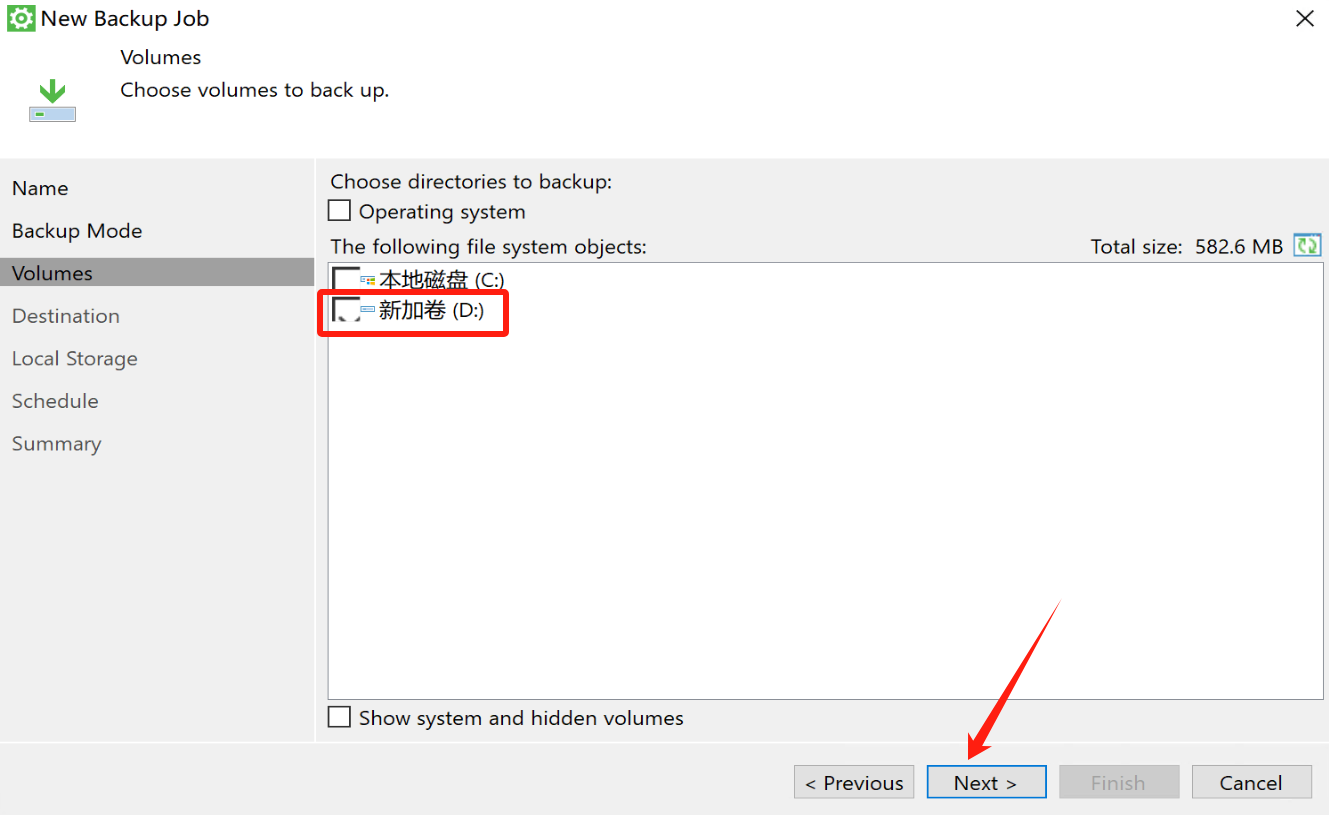 New Backup Job
Volumes
Choose volumes to back up.
Name
Backup Mode
Volumes
Destination
Local Storage
Schedule
Summary
Choose directories to backup:
Operating system
The following file system objects:
Total size: 582.6 MB
本地磁盘 (C:)
新加卷 (D:)
Show system and hidden volumes
< Previous
Next >
Finish
Cancel